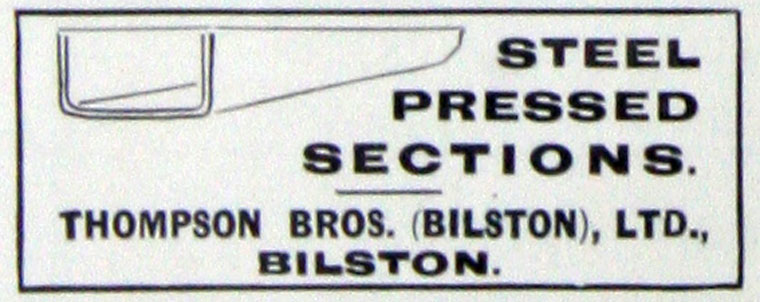 STEEL
PRESSED
SECTIONS.
THOMPSON BROS. (BILSTON), LTD.,
BILSTON.